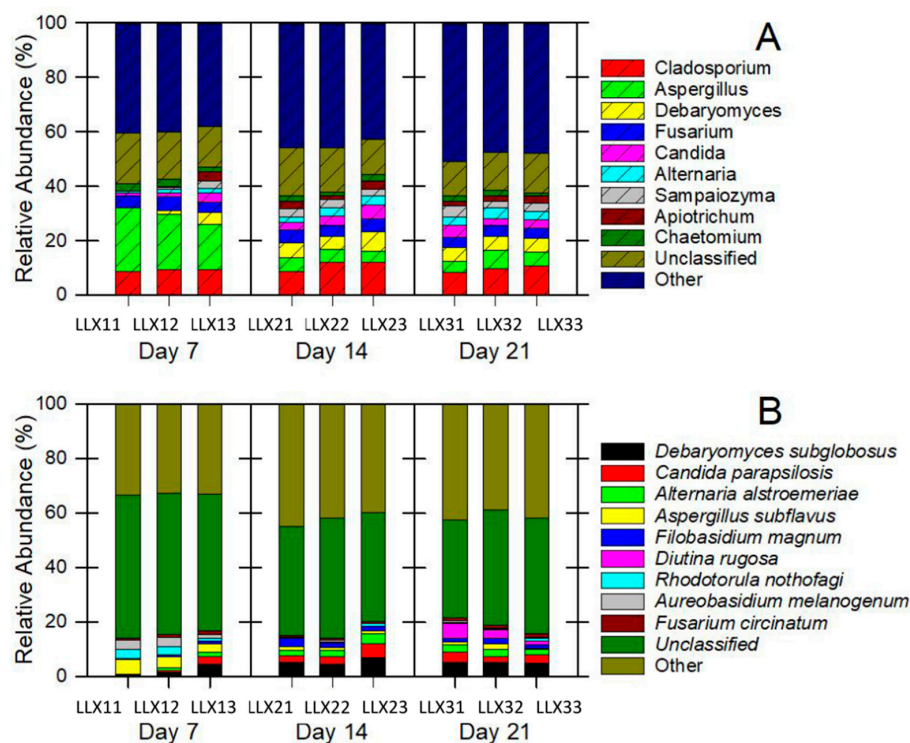 A
Relative Abundance (%)
100
80
60
40
20
0
LLX11 LLX12 LLX13 LLX21 LLX22 LLX23 LLX31 LLX32 LLX33
Day 7 Day 14 Day 21
Cladosporium
Aspergillus
Debaryomyces
Fusarium
Candida
Alternaria
Sampaiozyma
Apiotrichum
Chaetomium
Unclassified
Other
B
Relative Abundance (%)
100
80
60
40
20
0
LLX11 LLX12 LLX13 LLX21 LLX22 LLX23 LLX31 LLX32 LLX33
Day 7 Day 14 Day 21
Debaryomyces subglobosus
Candida parapsilosis
Alternaria alstroemeriae
Aspergillus subflavus
Filobasidium magnum
Diutina rugosa
Rhodotorula nothofagi
Aureobasidium melanogenum
Fusarium circinatum
Unclassified
Other